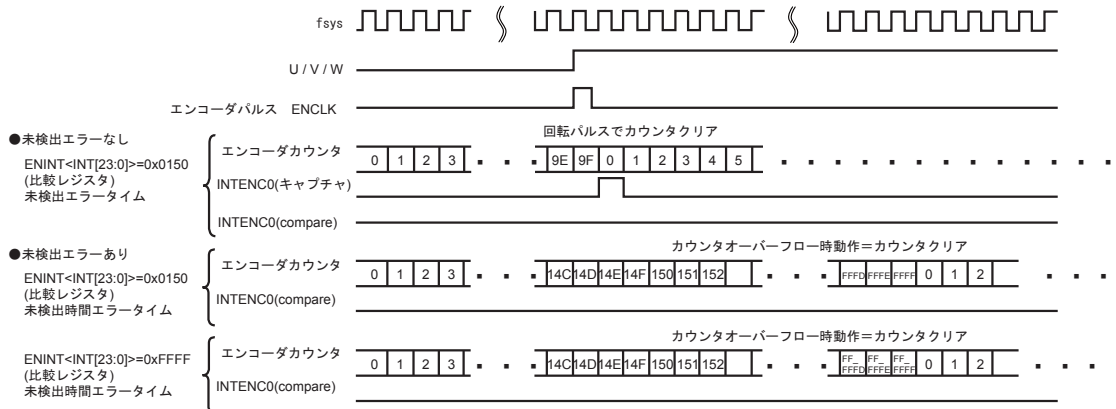 fsys
U / V / W
エンコーダパルス ENCLK
●未検出エラーなし
ENINT<INT[23:0]>=0x0150
(比較レジスタ)
未検出エラータイム
回転パルスでカウンタクリア
エンコーダカウンタ
0 1 2 3 ・ ・ ・ 9E 9F 0 1 2 3 4 5 ・ ・ ・ ・ ・ ・ ・ ・ ・ ・ ・ ・ ・ ・
INTENC0(キャプチャ)
INTENC0(compare)
●未検出エラーあり
ENINT<INT[23:0]>=0x0150
(比較レジスタ)
未検出時間エラータイム
カウンタオーバーフロー時動作＝カウンタクリア
エンコーダカウンタ
0 1 2 3 ・ ・ ・ 14C 14D 14E 14F 150 151 152 ・ ・ ・ FFFD FFFE FFFF 0 1 2 ・ ・ ・
INTENC0(compare)
ENINT<INT[23:0]>=0xFFFF
(比較レジスタ)
未検出時間エラータイム
カウンタオーバーフロー時動作＝カウンタクリア
エンコーダカウンタ
0 1 2 3 ・ ・ ・ 14C 14D 14E 14F 150 151 152 ・ ・ ・ FF_FFFD FF_FFFE FF_FFFF 0 1 2 ・ ・ ・
INTENC0(compare)